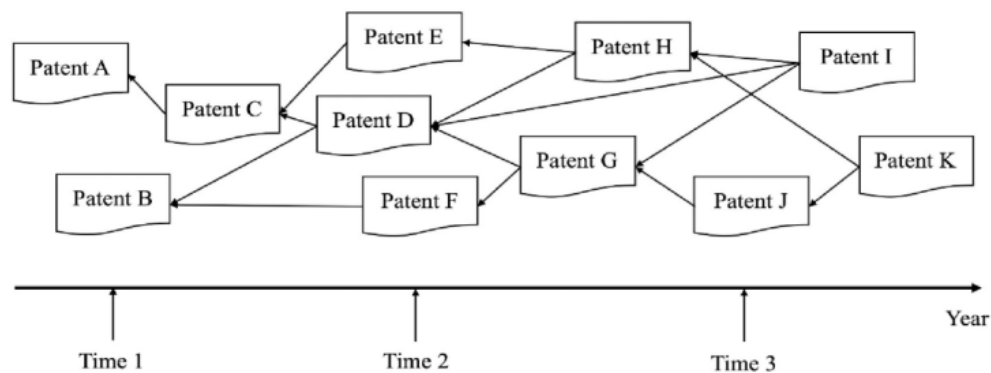 Patent A
Patent B
Patent C
Patent D
Patent E
Patent F
Patent G
Patent H
Patent I
Patent J
Patent K
Year
Time 1
Time 2
Time 3